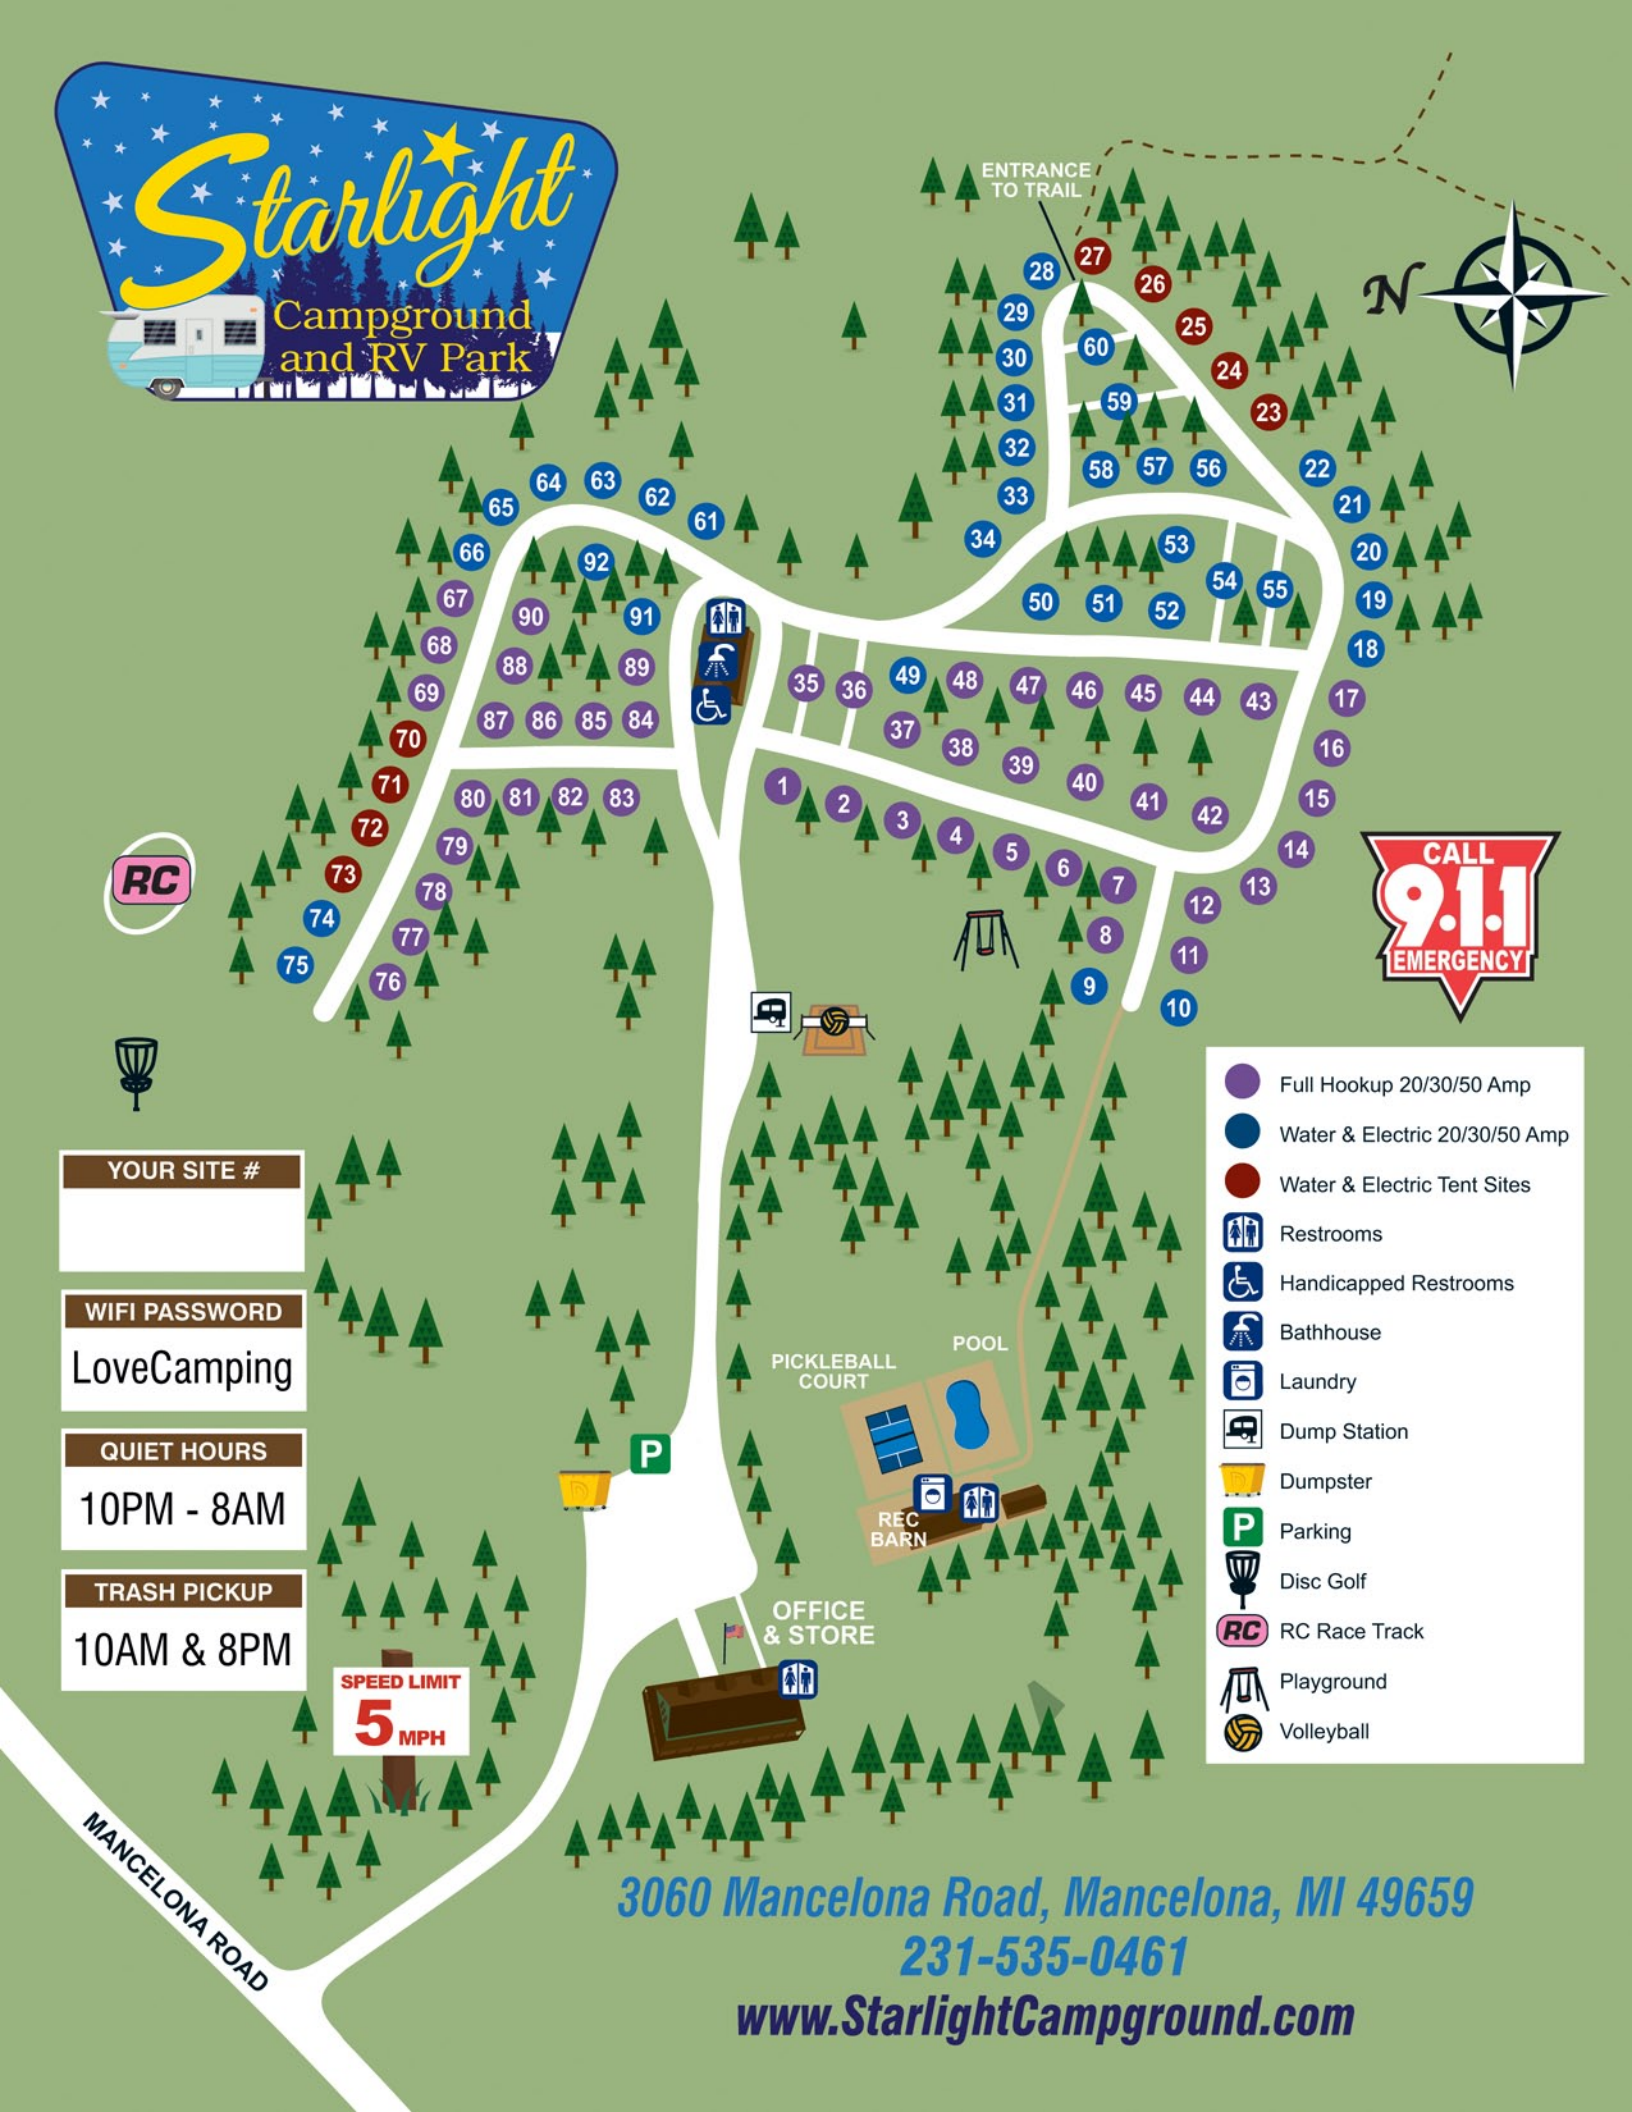 Starlight
Campground
and RV Park
ENTRANCE
TO TRAIL
N
27
28
26
29
25
60
30
24
31
59
23
32
58
57
56
22
64
63
33
62
21
65
61
34
53
20
66
92
54
55
67
50
51
52
19
90
91
68
18
88
89
35
36
49
48
47
46
45
44
43
17
69
87
86
85
84
37
70
38
16
39
71
1
40
80
81
82
83
2
41
15
72
3
42
79
4
14
5
73
6
78
7
13
RC
74
12
77
8
75
11
76
9
10
CALL
9·1·1
EMERGENCY
Full Hookup 20/30/50 Amp
Water & Electric 20/30/50 Amp
Water & Electric Tent Sites
Restrooms
Handicapped Restrooms
Bathhouse
Laundry
Dump Station
D
Dumpster
P
Parking
Disc Golf
RC
RC Race Track
Playground
Volleyball
YOUR SITE #
WIFI PASSWORD
LoveCamping
QUIET HOURS
10PM - 8AM
TRASH PICKUP
10AM & 8PM
POOL
PICKLEBALL
COURT
P
D
REC
BARN
OFFICE
& STORE
SPEED LIMIT
5 MPH
MANCELONA ROAD
3060 Mancelona Road, Mancelona, MI 49659
231-535-0461
www.StarlightCampground.com